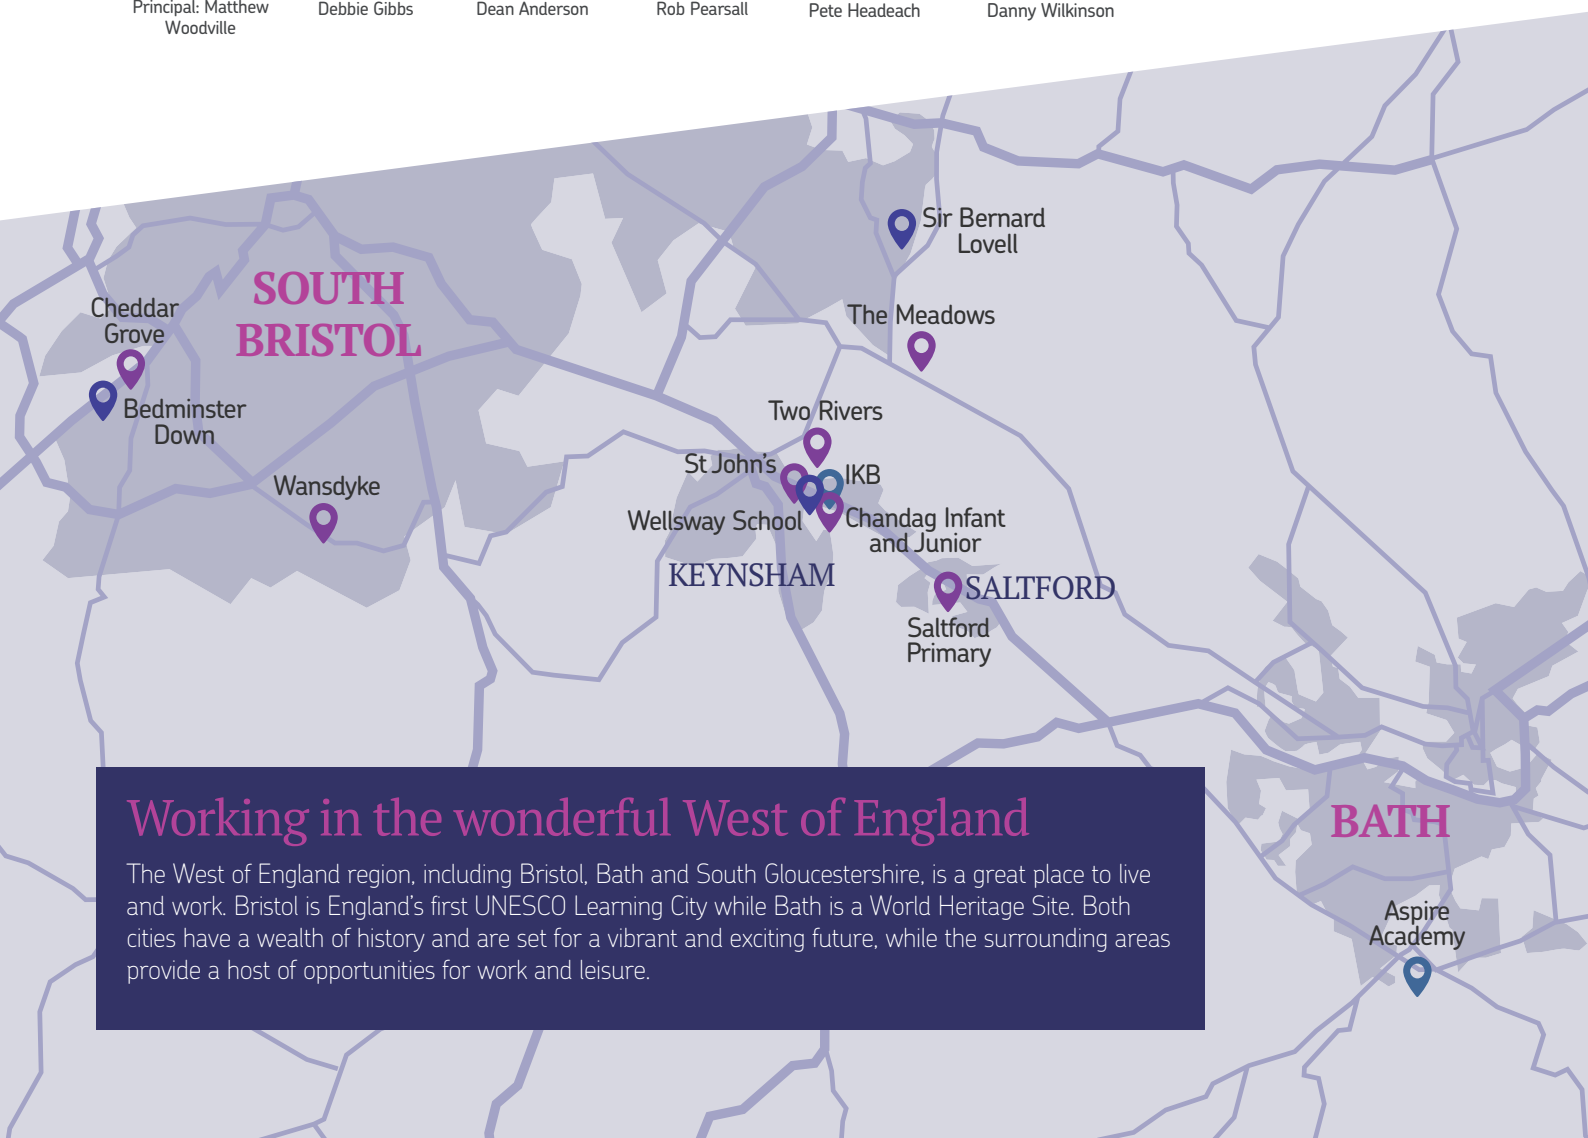 Principal: Matthew
Woodville
Debbie Gibbs
Dean Anderson
Rob Pearsall
Pete Headeach
Danny Wilkinson
Sir Bernard
Lovell
SOUTH
BRISTOL
Cheddar
Grove
The Meadows
Bedminster
Down
Two Rivers
St John's
IKB
Wansdyke
Wellsway School
Chandag Infant
and Junior
KEYNSHAM
SALTFORD
Saltford
Primary
Working in the wonderful West of England
The West of England region, including Bristol, Bath and South Gloucestershire, is a great place to live
and work. Bristol is England's first UNESCO Learning City while Bath is a World Heritage Site. Both
cities have a wealth of history and are set for a vibrant and exciting future, while the surrounding areas
provide a host of opportunities for work and leisure.
BATH
Aspire
Academy